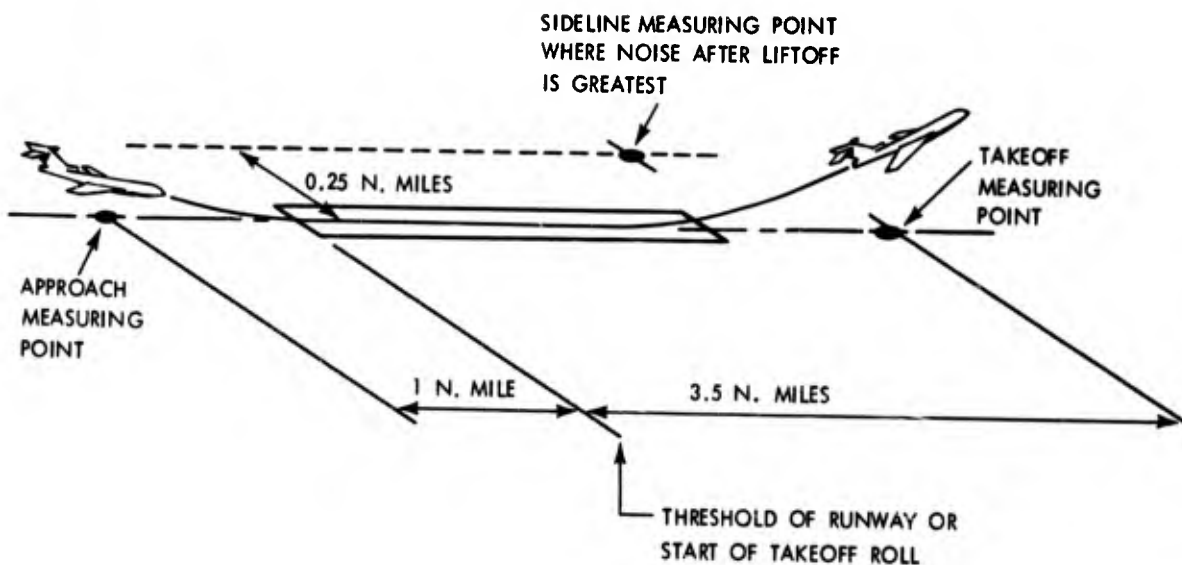 SIDELINE MEASURING POINT
WHERE NOISE AFTER LIFTOFF
IS GREATEST
0.25 N. MILES
TAKEOFF
MEASURING
POINT
APPROACH
MEASURING
POINT
1 N. MILE
3.5 N. MILES
THRESHOLD OF RUNWAY OR
START OF TAKEOFF ROLL